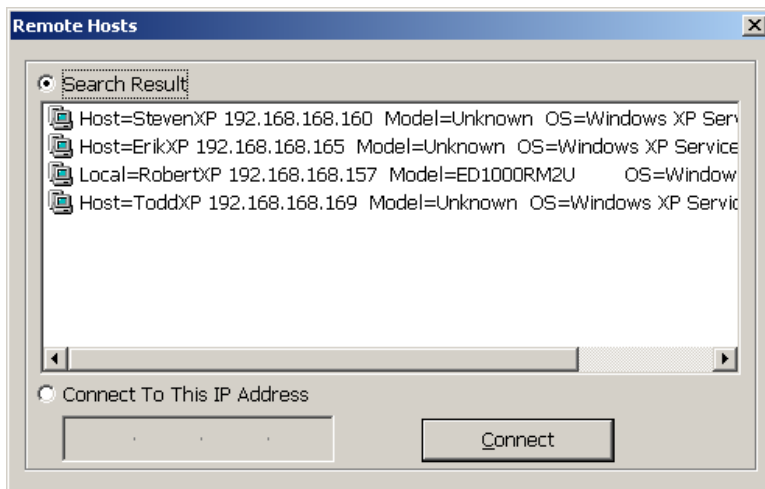 Remote Hosts
Search Result
Host=StevenXP 192.168.168.160 Model=Unknown OS=Windows XP Serv
Host=ErikXP 192.168.168.165 Model=Unknown OS=Windows XP Service
Local=RobertXP 192.168.168.157 Model=ED1000RM2U OS=Window
Host=ToddXP 192.168.168.169 Model=Unknown OS=Windows XP Servic
Connect To This IP Address
. . .
Connect